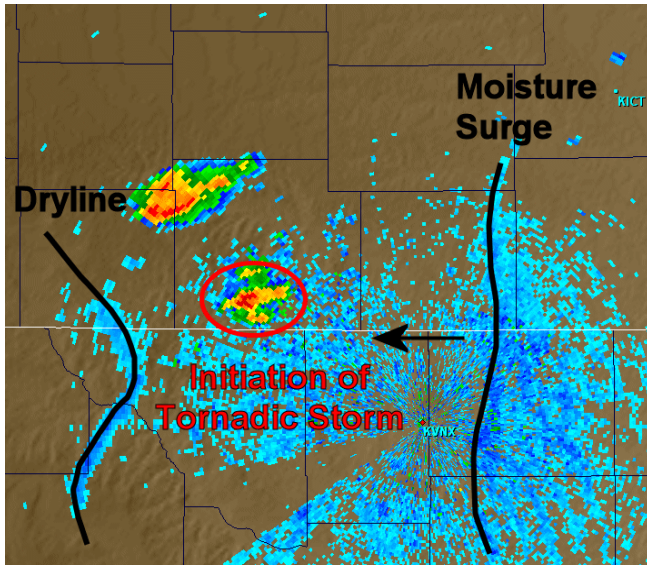 Moisture
Surge
KICT
Dryline
Initiation of
Tornadic Storm
KVNX